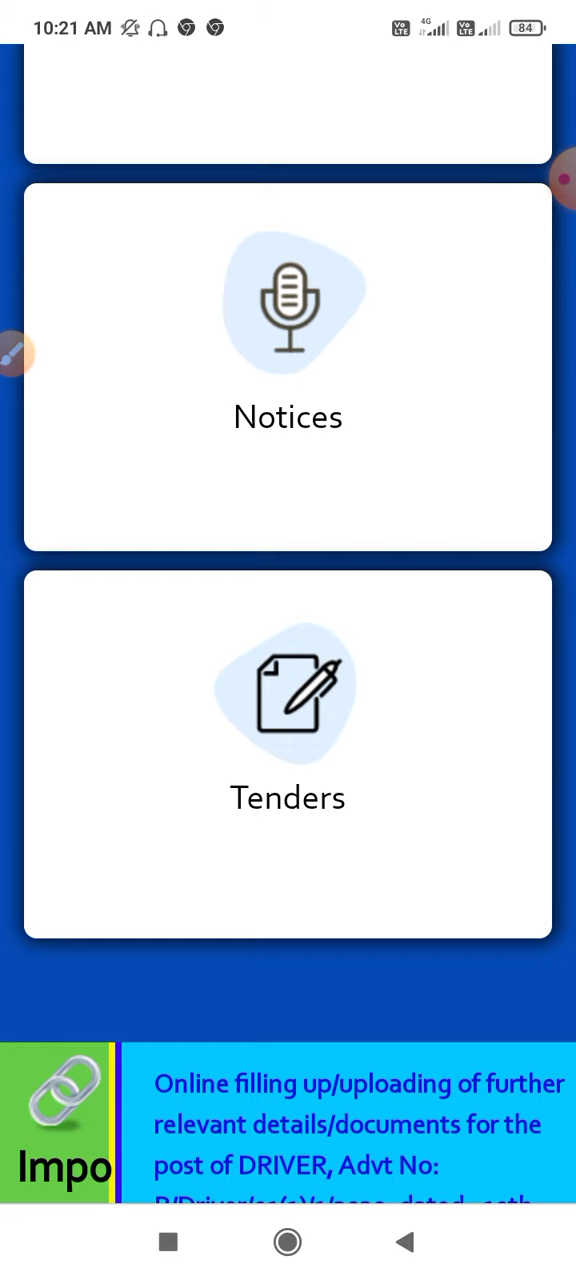 10:21 AM
4G
84
Notices
Tenders
Online filling up/uploading of further
relevant details/documents for the
Impo
post of DRIVER, Advt No: